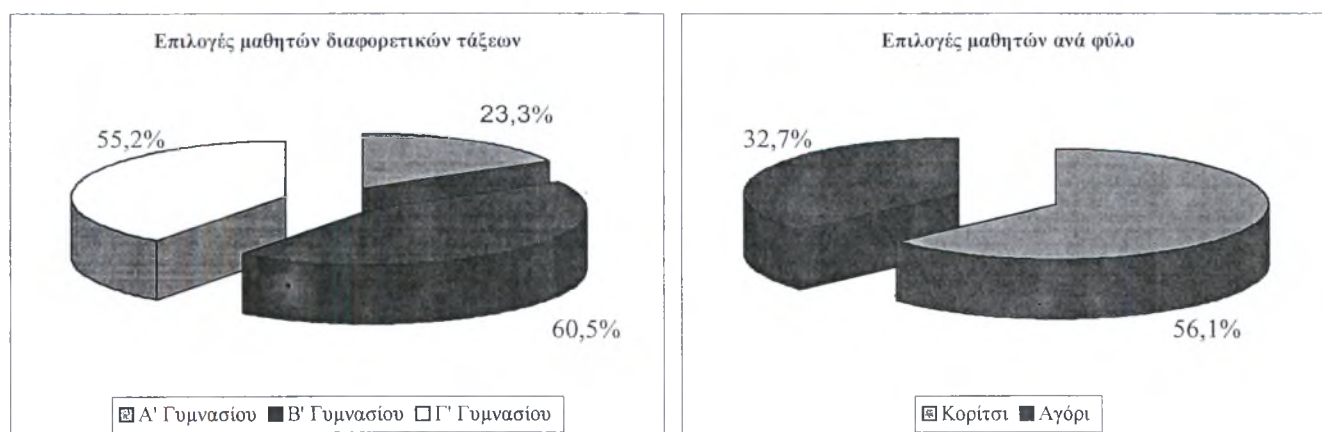 Επιλογές μαθητών διαφορετικών τάξεων
55,2%
23,3%
60,5%
Α' Γυμνασίου Β' Γυμνασίου Γ' Γυμνασίου
Επιλογές μαθητών ανά φύλο
32,7%
56,1%
Κορίτσι Αγόρι